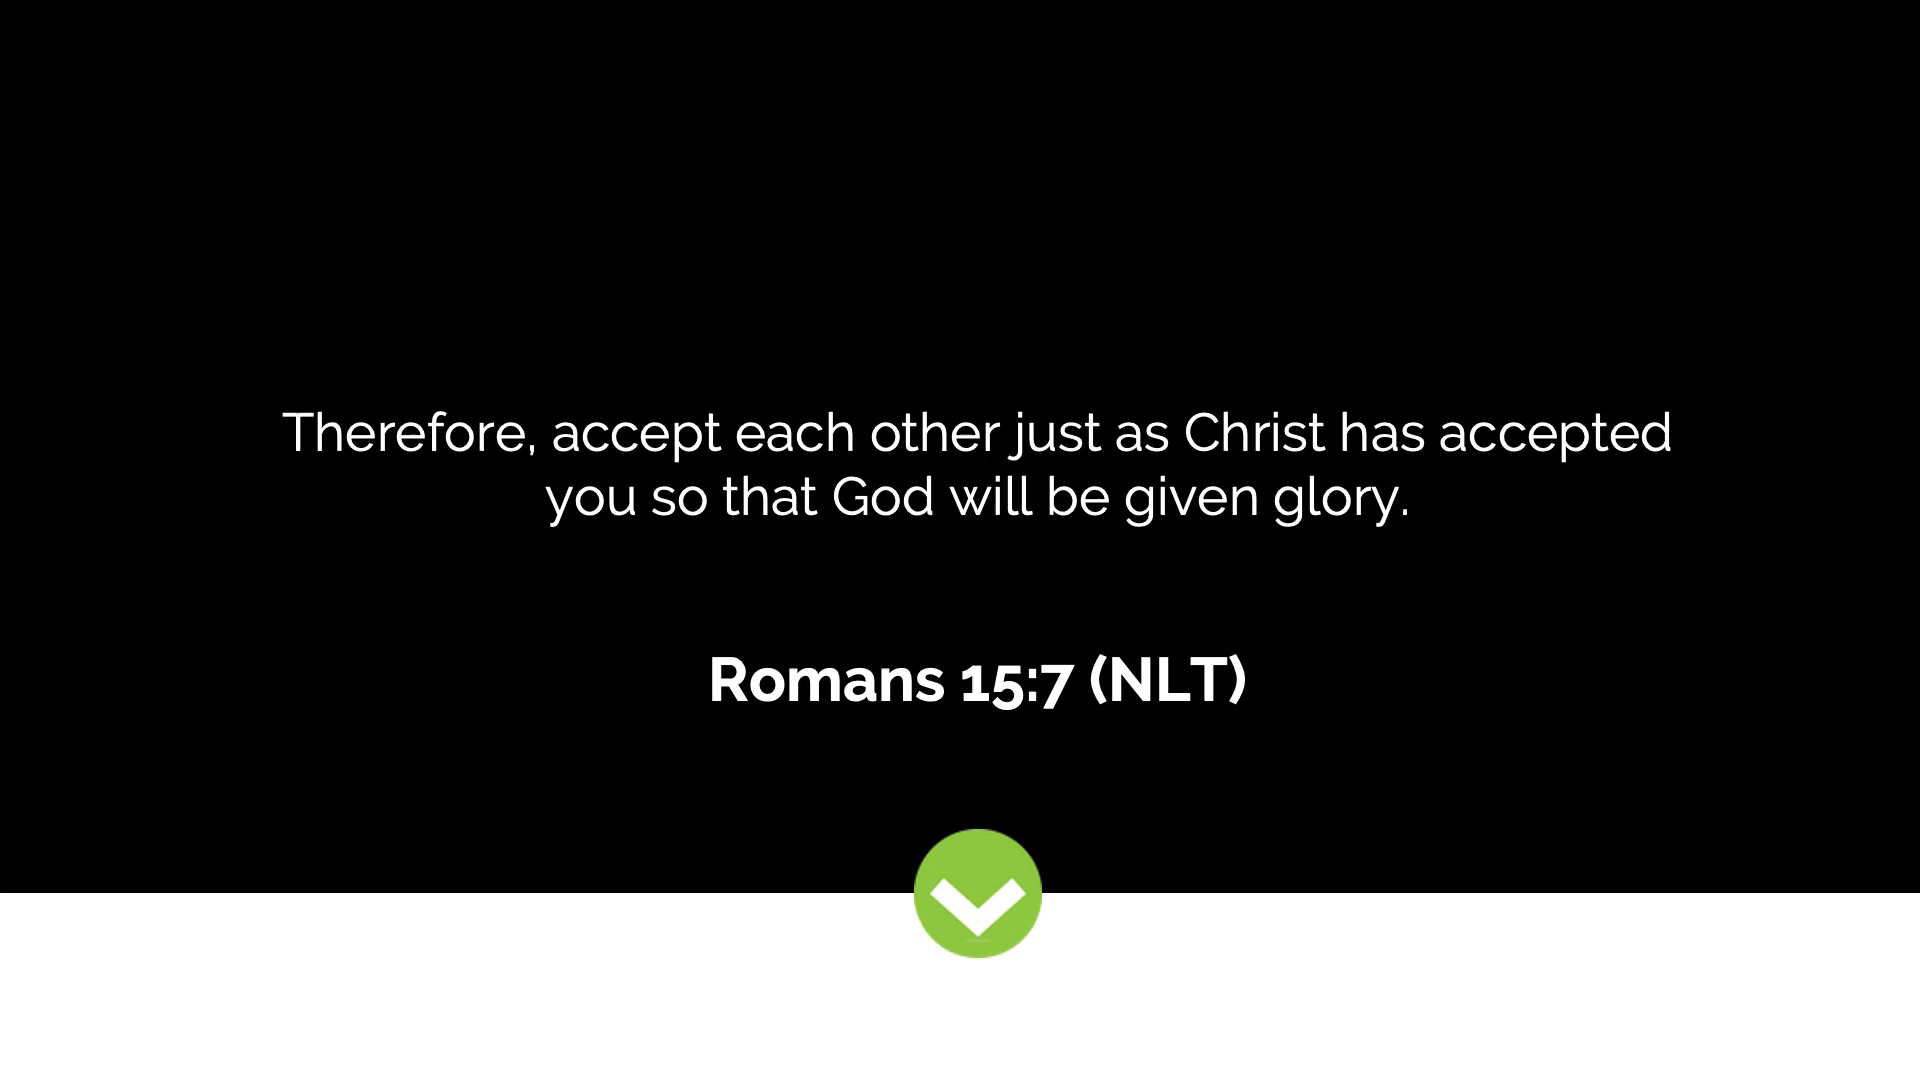 Therefore, accept each other just as Christ has accepted
you so that God will be given glory.
Romans 15:7 (NLT)